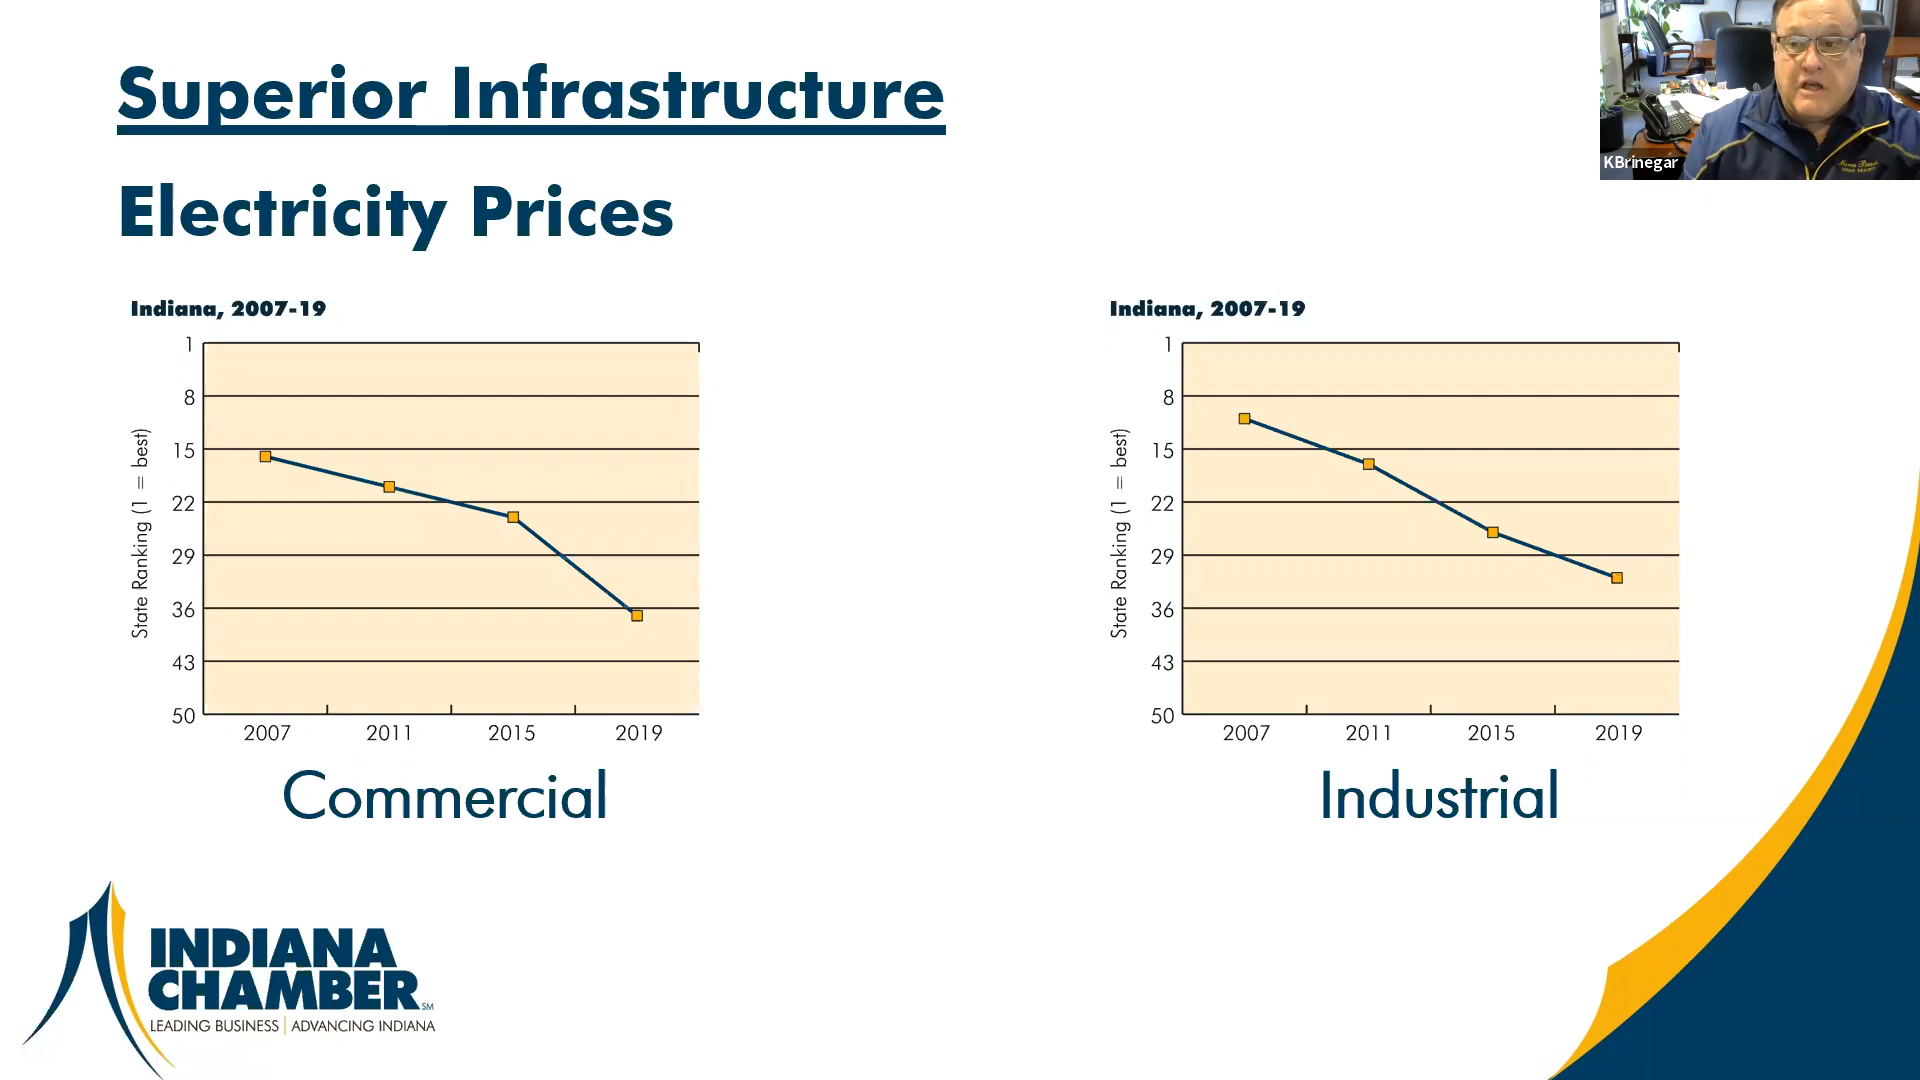 Superior Infrastructure
KBrinegar
Electricity Prices
Indiana, 2007-19
1
8
15
22
29
36
43
50
State Ranking (1 = best)
2007 2011 2015 2019
Commercial
Indiana, 2007-19
1
8
15
22
29
36
43
50
State Ranking (1 = best)
2007 2011 2015 2019
Industrial
INDIANA
CHAMBER SM
LEADING BUSINESS | ADVANCING INDIANA